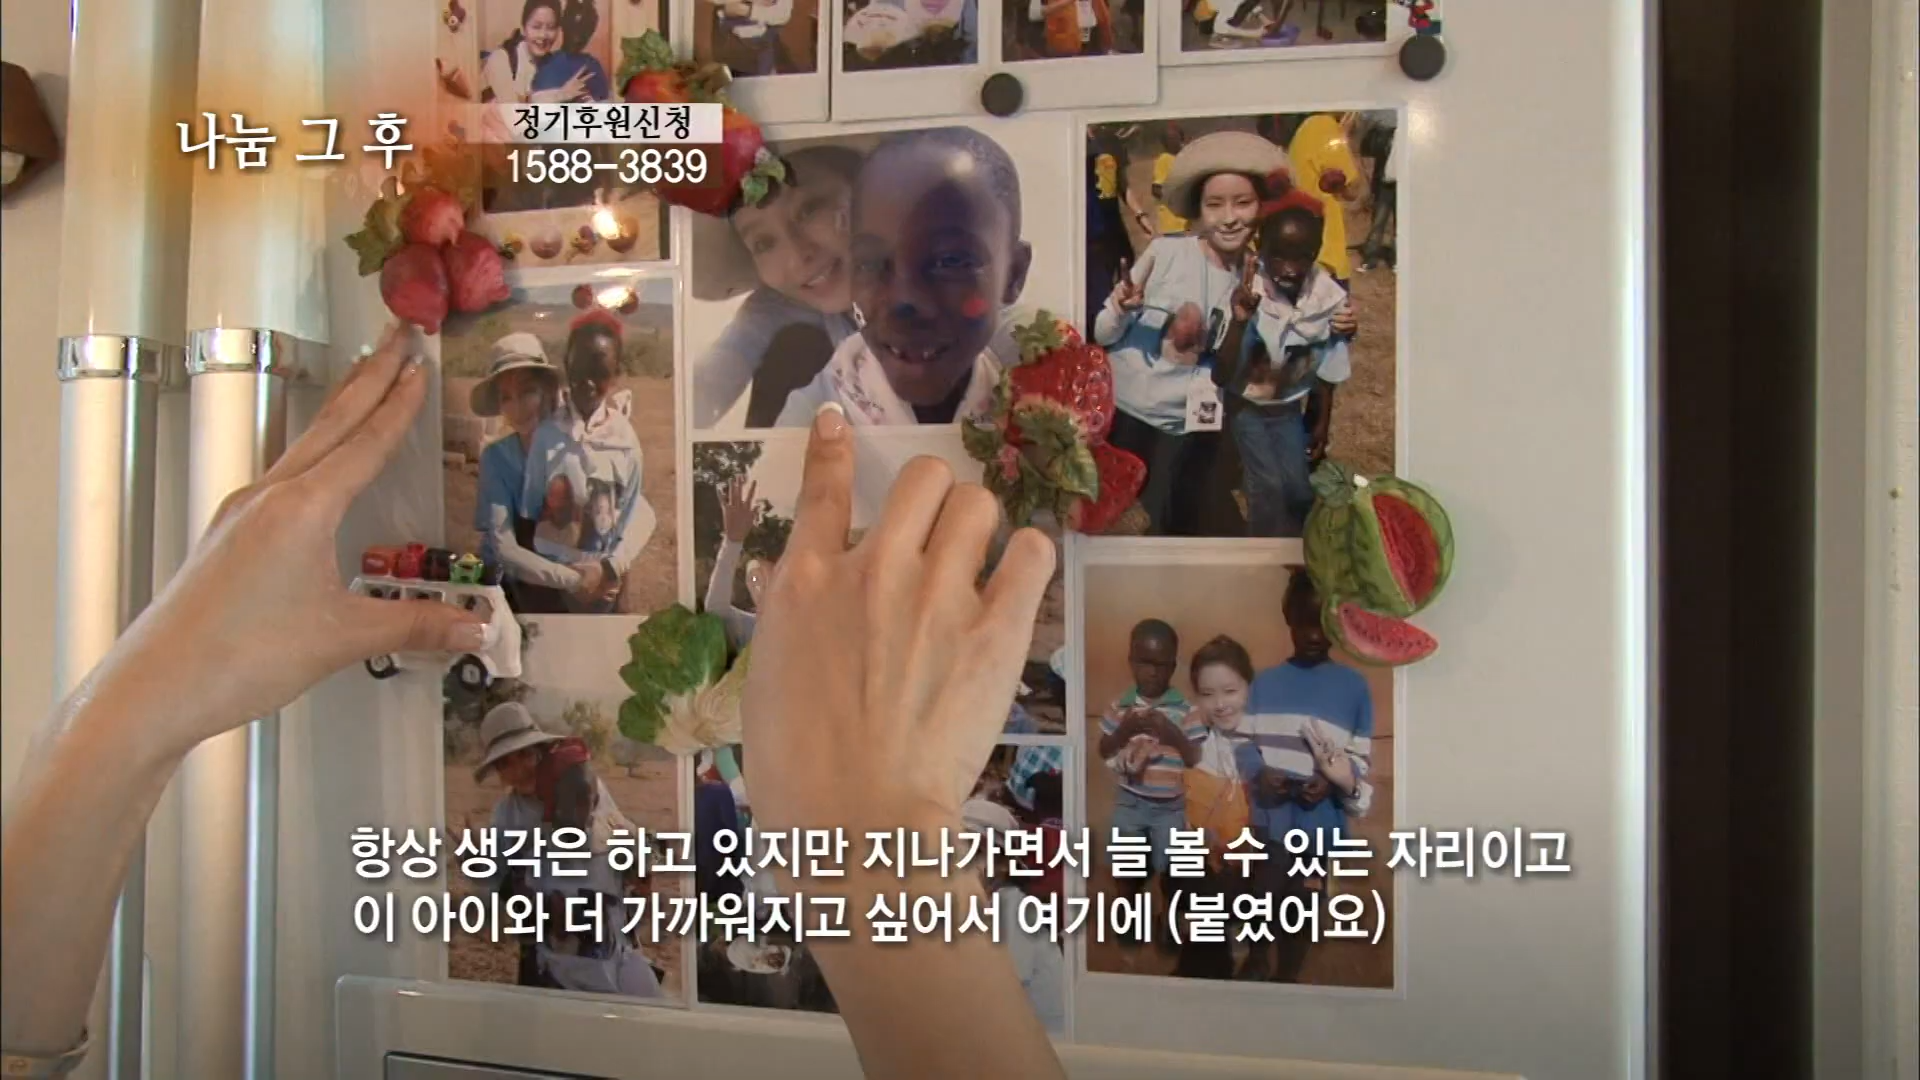 나눔 그 후
정기후원신청
1588-3839
항상 생각은 하고 있지만 지나가면서 늘 볼 수 있는 자리이고
이 아이와 더 가까워지고 싶어서 여기에 (붙였어요)